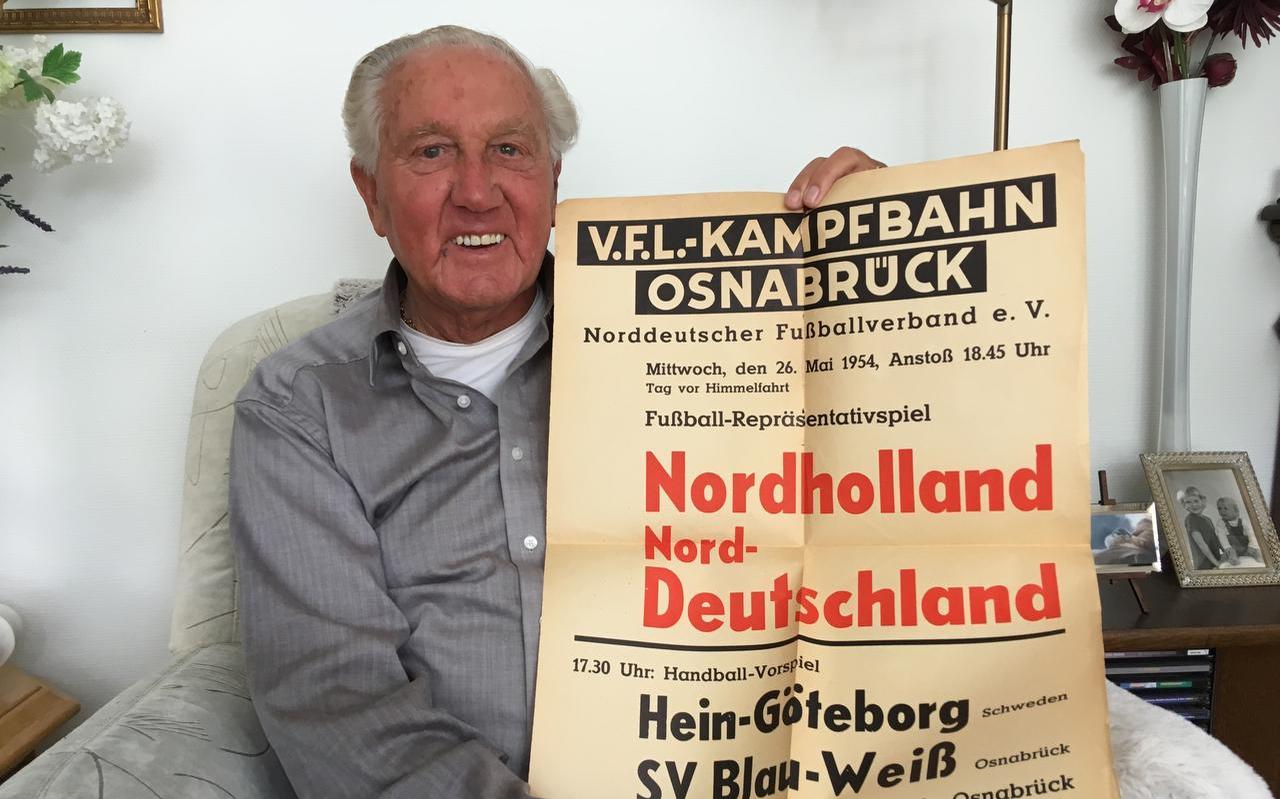 V.F.L.-KAMPFBAHN
OSNABRÜCK
Norddeutscher Fußballverband e. V.
Mittwoch, den 26. Mai 1954, Anstoß 18.45 Uhr
Tag vor Himmelfahrt
Fußball-Repräsentativspiel
Nordholland
Nord-
Deutschland
17.30 Uhr: Handball-Vorspiel
Hein-Göteborg Schweden
SV Blau-Weiß Osnabrück
Osnabrück